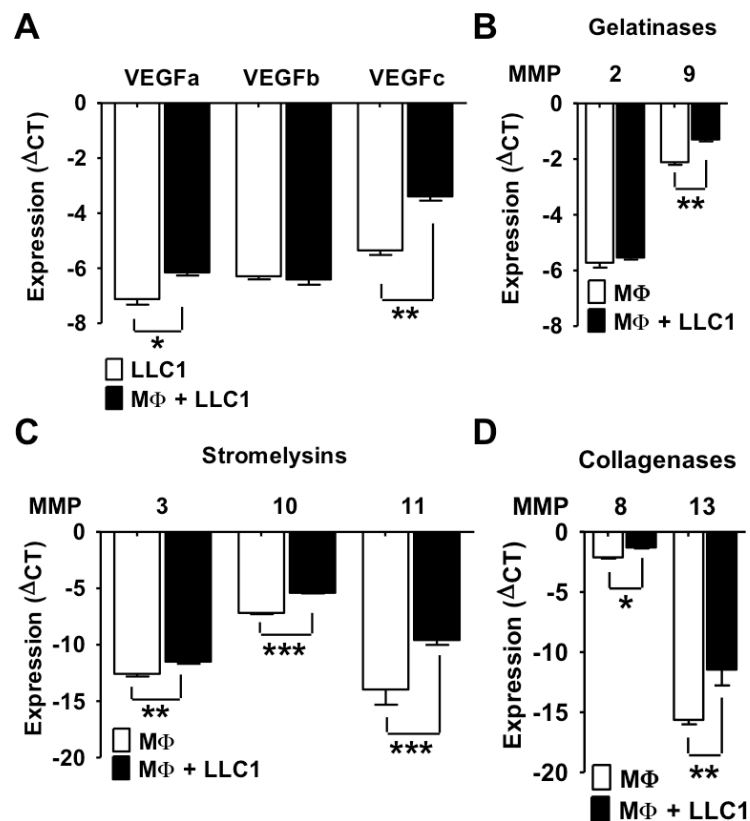 A
VEGFa VEGFb VEGFc
Expression (ΔCT)
0
-2
-4
-6
-8
*
**
LLC1
MΦ + LLC1
B
Gelatinases
MMP 2 9
Expression (ΔCT)
0
-2
-4
-6
-8
**
MΦ
MΦ + LLC1
C
Stromelysins
MMP 3 10 11
Expression (ΔCT)
0
-5
-10
-15
-20
**
***
***
MΦ
MΦ + LLC1
D
Collagenases
MMP 8 13
Expression (ΔCT)
0
-5
-10
-15
-20
*
**
MΦ
MΦ + LLC1